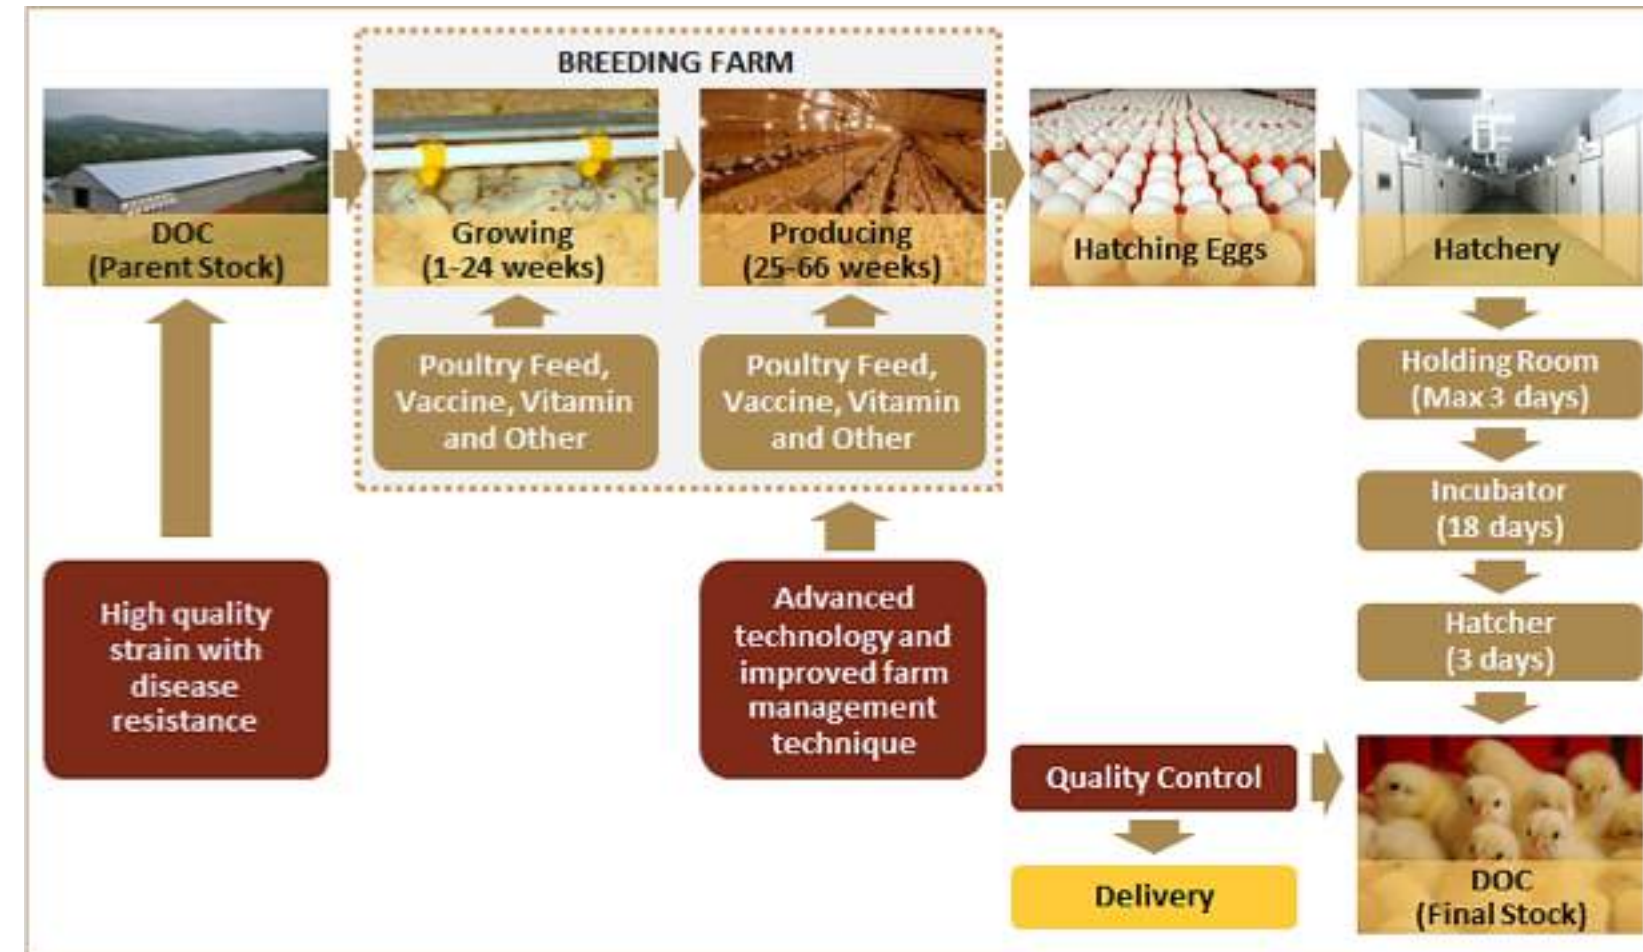 BREEDING FARM
DOC
(Parent Stock)
Growing
(1-24 weeks)
Producing
(25-66 weeks)
Hatching Eggs
Hatchery
Poultry Feed,
Vaccine, Vitamin
and Other
Poultry Feed,
Vaccine, Vitamin
and Other
Holding Room
(Max 3 days)
Incubator
(18 days)
Hatcher
(3 days)
High quality
strain with
disease
resistance
Advanced
technology and
improved farm
management
technique
Quality Control
Delivery
DOC
(Final Stock)